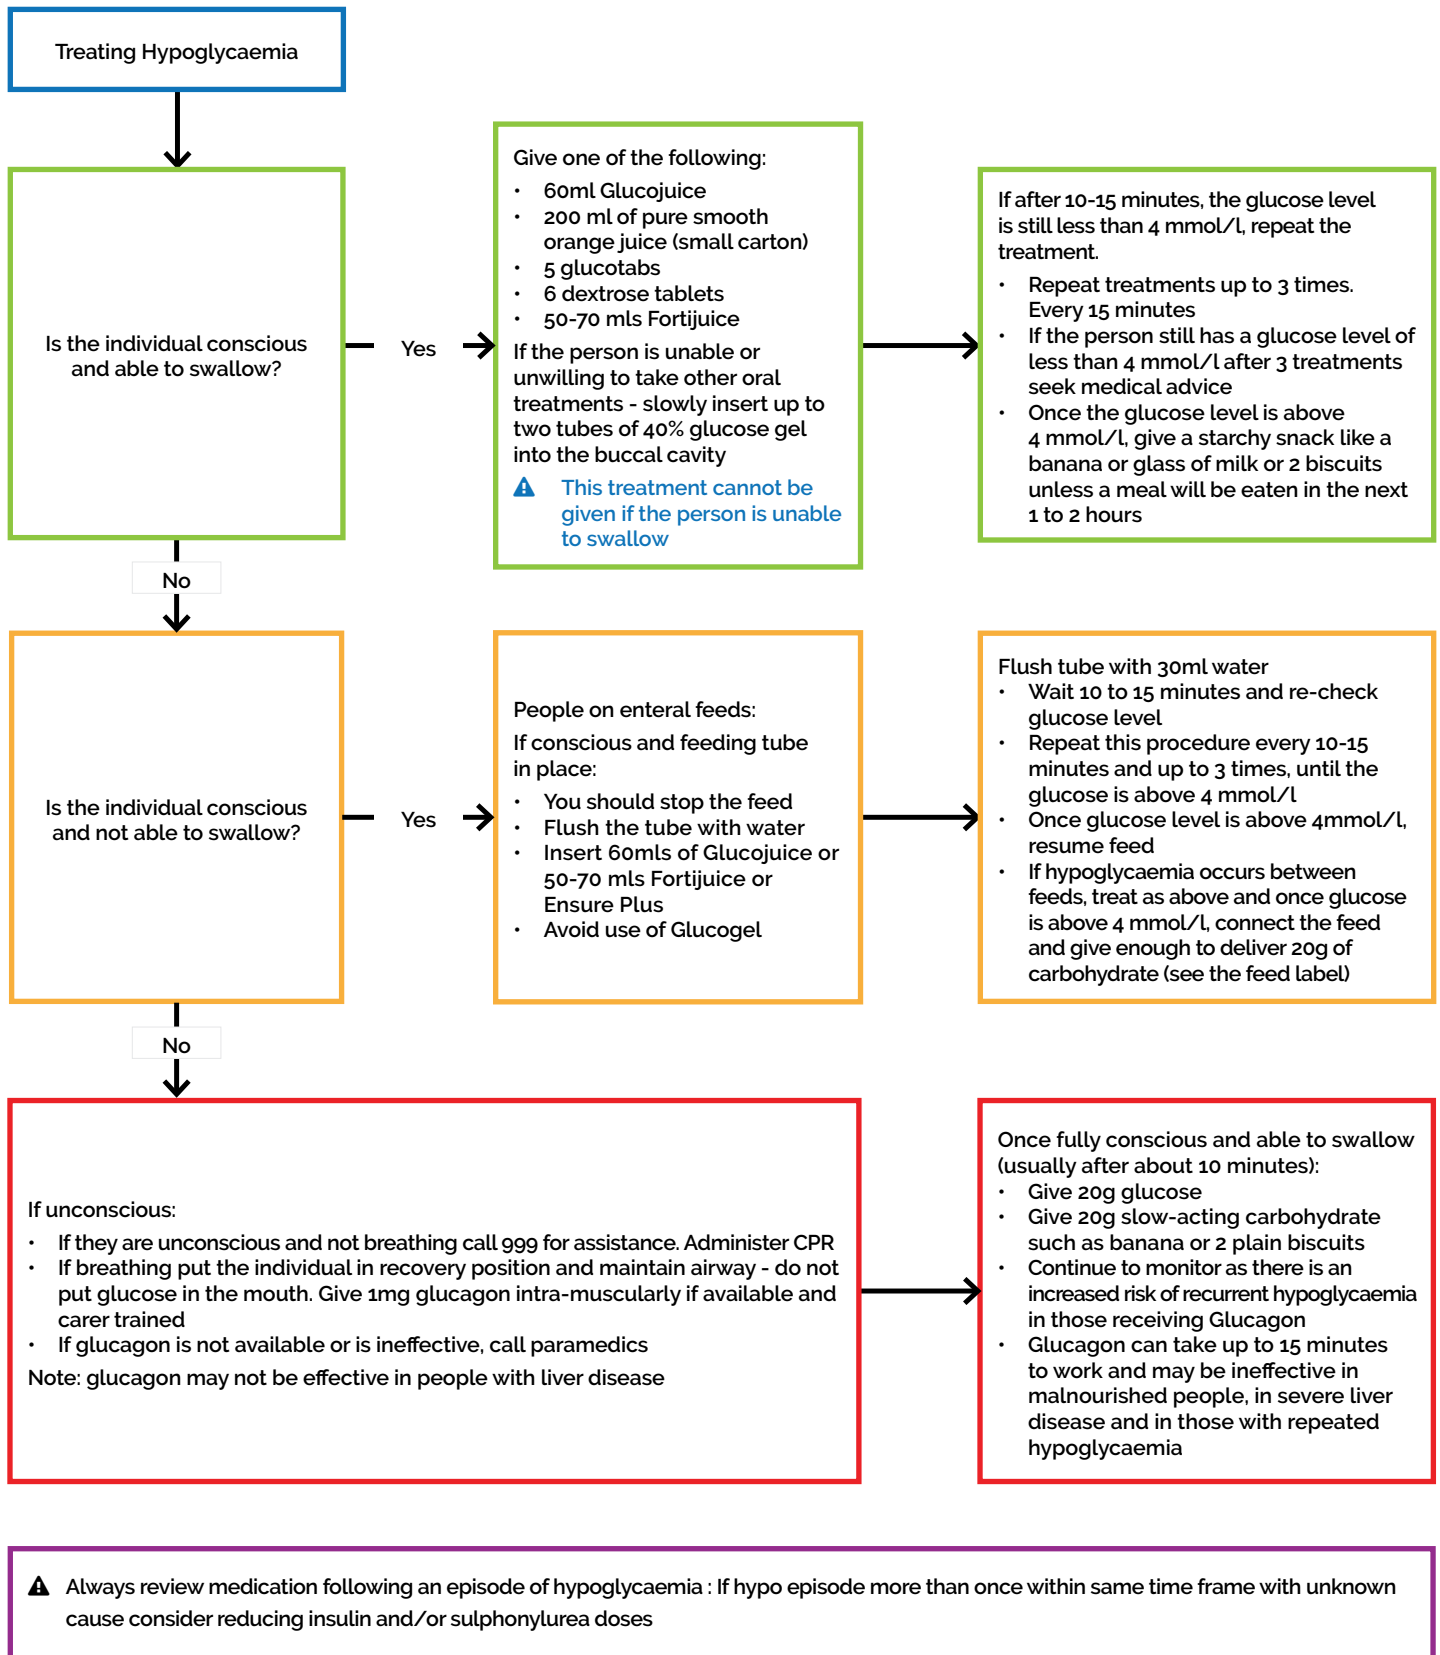 Treating Hypoglycaemia
Is the individual conscious
and able to swallow?
Yes
Give one of the following:
• 60ml Glucojuice
• 200 ml of pure smooth
orange juice (small carton)
• 5 glucotabs
• 6 dextrose tablets
• 50-70 mls Fortijuice
If the person is unable or
unwilling to take other oral
treatments - slowly insert up to
two tubes of 40% glucose gel
into the buccal cavity
This treatment cannot be
given if the person is unable
to swallow
If after 10-15 minutes, the glucose level
is still less than 4 mmol/l, repeat the
treatment.
• Repeat treatments up to 3 times.
Every 15 minutes
• If the person still has a glucose level of
less than 4 mmol/l after 3 treatments
seek medical advice
• Once the glucose level is above
4 mmol/l, give a starchy snack like a
banana or glass of milk or 2 biscuits
unless a meal will be eaten in the next
1 to 2 hours
No
Is the individual conscious
and not able to swallow?
Yes
People on enteral feeds:
If conscious and feeding tube
in place:
• You should stop the feed
• Flush the tube with water
• Insert 60mls of Glucojuice or
50-70 mls Fortijuice or
Ensure Plus
• Avoid use of Glucogel
Flush tube with 30ml water
• Wait 10 to 15 minutes and re-check
glucose level
• Repeat this procedure every 10-15
minutes and up to 3 times, until the
glucose is above 4 mmol/l
• Once glucose level is above 4mmol/l,
resume feed
• If hypoglycaemia occurs between
feeds, treat as above and once glucose
is above 4 mmol/l, connect the feed
and give enough to deliver 20g of
carbohydrate (see the feed label)
No
If unconscious:
• If they are unconscious and not breathing call 999 for assistance. Administer CPR
• If breathing put the individual in recovery position and maintain airway - do not
put glucose in the mouth. Give 1mg glucagon intra-muscularly if available and
carer trained
• If glucagon is not available or is ineffective, call paramedics
Note: glucagon may not be effective in people with liver disease
Once fully conscious and able to swallow
(usually after about 10 minutes):
• Give 20g glucose
• Give 20g slow-acting carbohydrate
such as banana or 2 plain biscuits
• Continue to monitor as there is an
increased risk of recurrent hypoglycaemia
in those receiving Glucagon
• Glucagon can take up to 15 minutes
to work and may be ineffective in
malnourished people, in severe liver
disease and in those with repeated
hypoglycaemia
Always review medication following an episode of hypoglycaemia : If hypo episode more than once within same time frame with unknown
cause consider reducing insulin and/or sulphonylurea doses